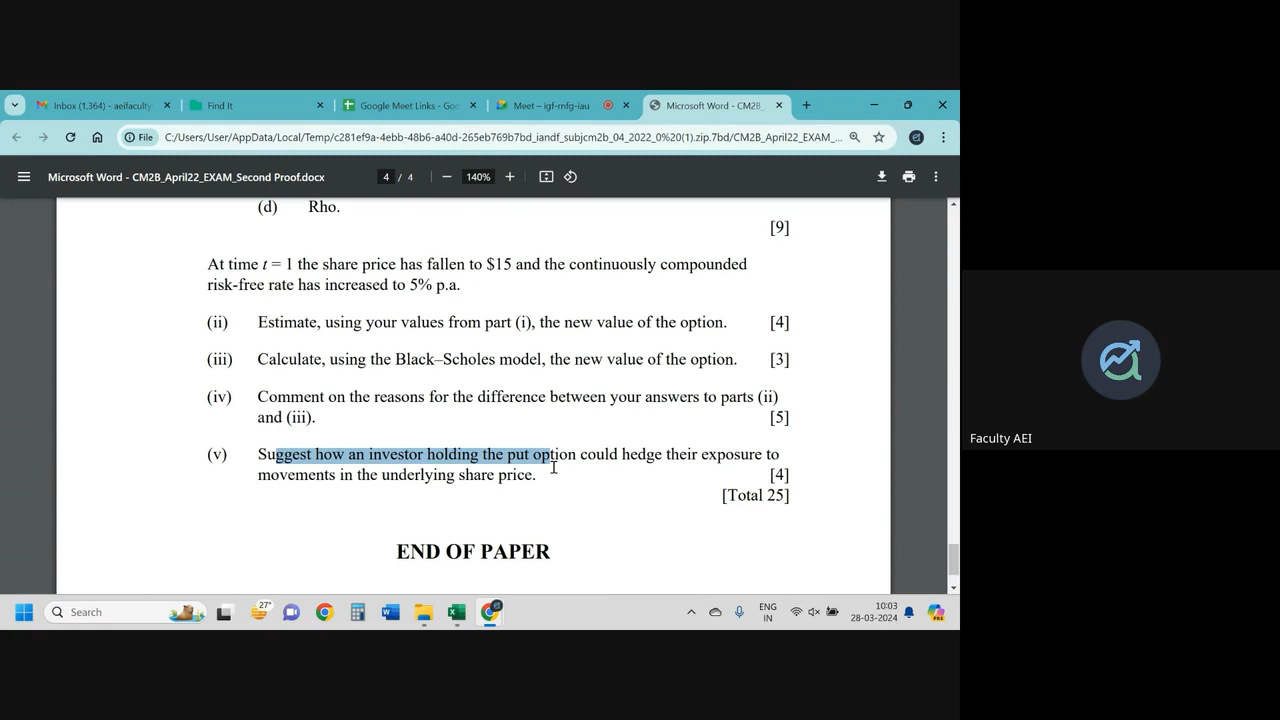 Inbox (1,364) - aeifaculty
Find It
Google Meet Links - Goo
Meet – igf-mfg-iau
Microsoft Word - CM2B_
File
C:/Users/User/AppData/Local/Temp/c281ef9a-4ebb-48b6-a40d-265eb769b7bd_iandf_subjcm2b_04_2022_0%20(1).zip.7bd/CM2B_April22_EXAM_...
Microsoft Word - CM2B_April22_EXAM_Second Proof.docx
4 / 4
140%
(d) Rho.
[9]
At time t = 1 the share price has fallen to $15 and the continuously compounded
risk-free rate has increased to 5% p.a.
(ii) Estimate, using your values from part (i), the new value of the option. [4]
(iii) Calculate, using the Black–Scholes model, the new value of the option. [3]
(iv) Comment on the reasons for the difference between your answers to parts (ii)
and (iii). [5]
(v) Suggest how an investor holding the put option could hedge their exposure to
movements in the underlying share price. [4]
[Total 25]
END OF PAPER
Faculty AEI
Search
27°
ENG
IN
10:03
28-03-2024